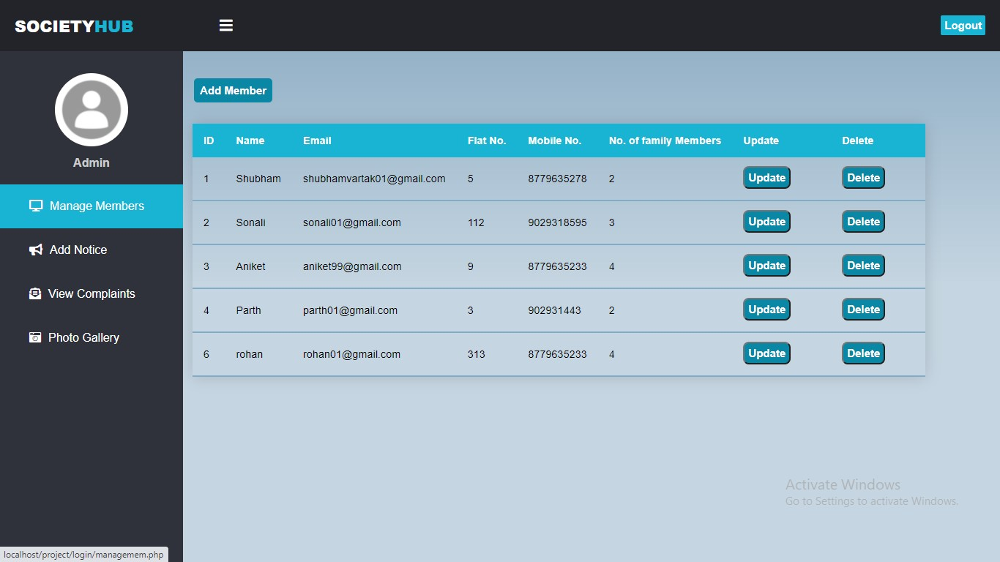 SOCIETYHUB
Logout
Admin
Manage Members
Add Notice
View Complaints
Photo Gallery
Add Member
ID Name Email Flat No. Mobile No. No. of family Members Update Delete
1 Shubham shubhamvartak01@gmail.com 5 8779635278 2 Update Delete
2 Sonali sonali01@gmail.com 112 9029318595 3 Update Delete
3 Aniket aniket99@gmail.com 9 8779635233 4 Update Delete
4 Parth parth01@gmail.com 3 902931443 2 Update Delete
6 rohan rohan01@gmail.com 313 8779635233 4 Update Delete
Activate Windows
Go to Settings to activate Windows.
localhost/project/login/managemem.php